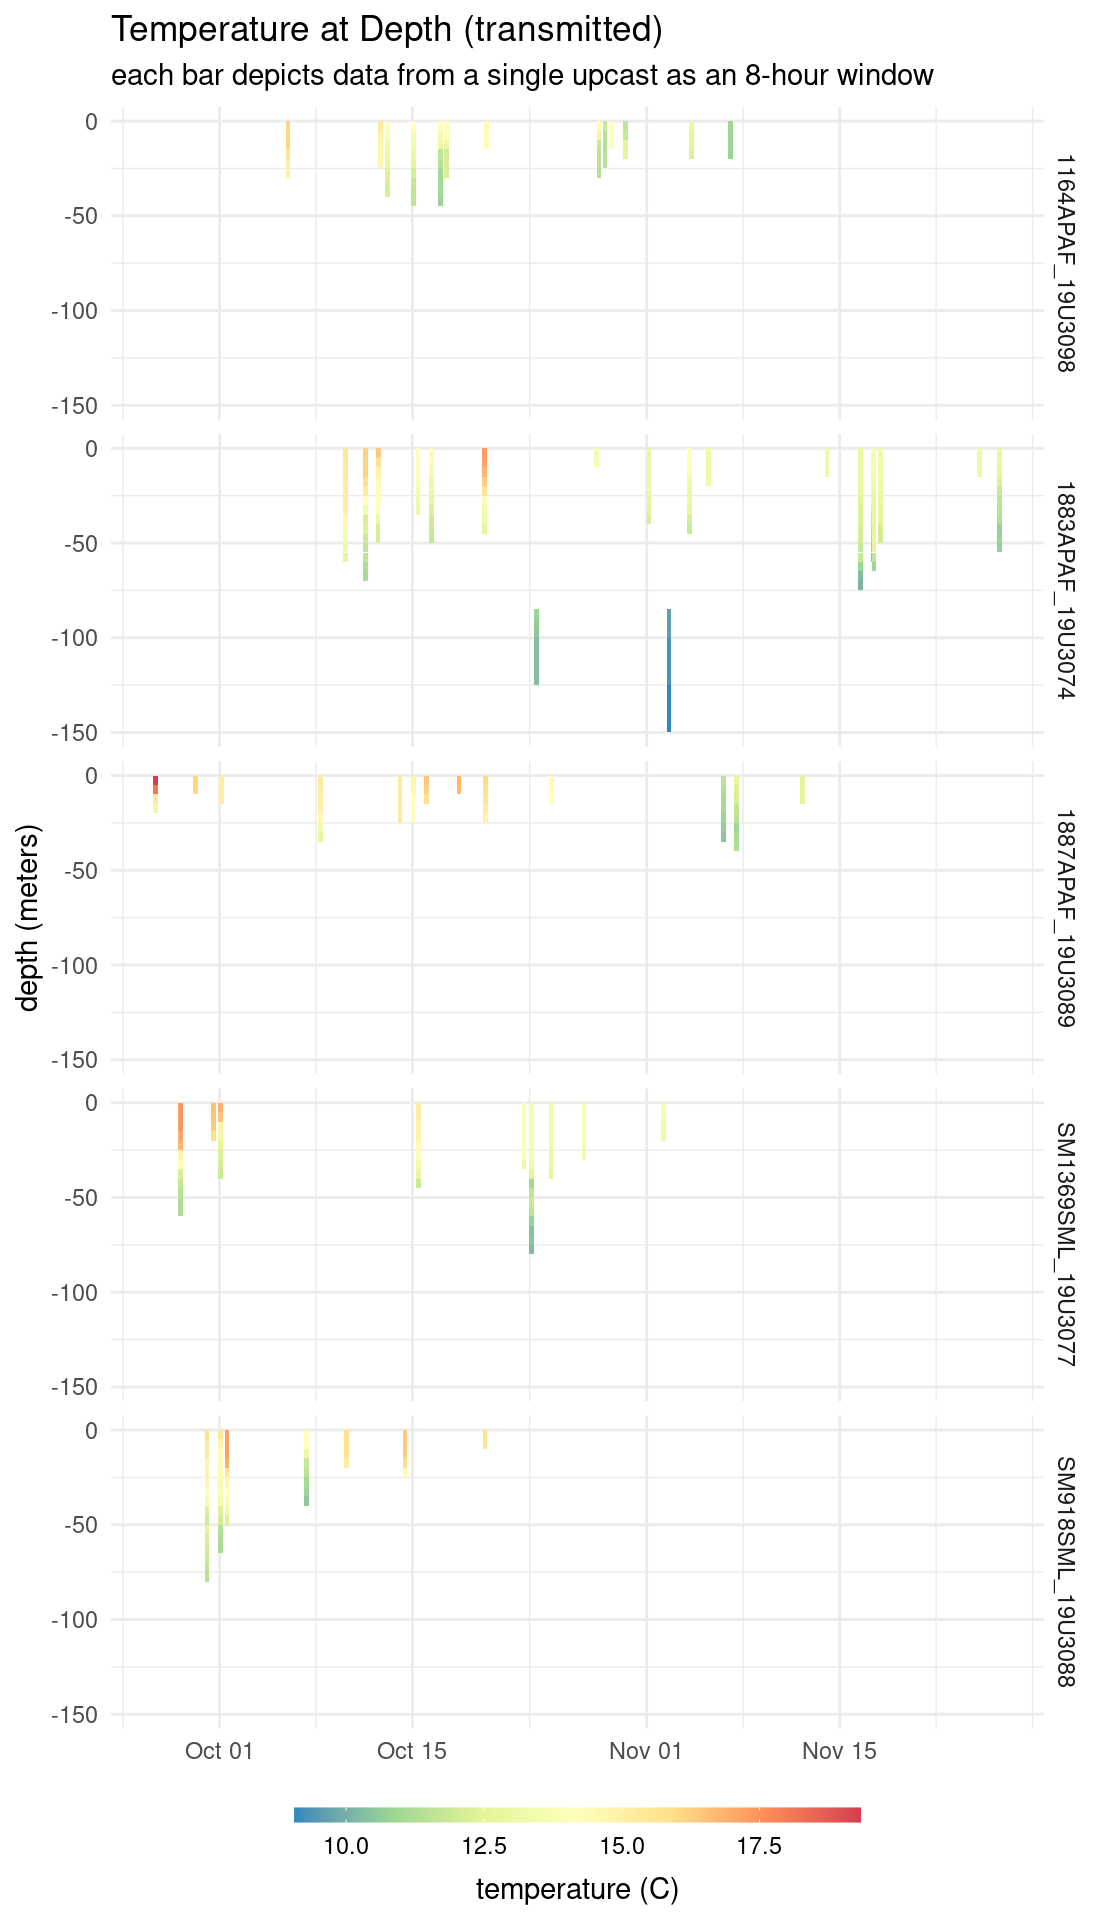 Temperature at Depth (transmitted)
each bar depicts data from a single upcast as an 8-hour window
0
-50
-100
-150
1164APAF_19U3098
0
-50
-100
-150
1883APAF_19U3074
0
-50
-100
-150
1887APAF_19U3089
depth (meters)
0
-50
-100
-150
SM1369SML_19U3077
0
-50
-100
-150
SM918SML_19U3088
Oct 01 Oct 15 Nov 01 Nov 15
10.0 12.5 15.0 17.5
temperature (C)